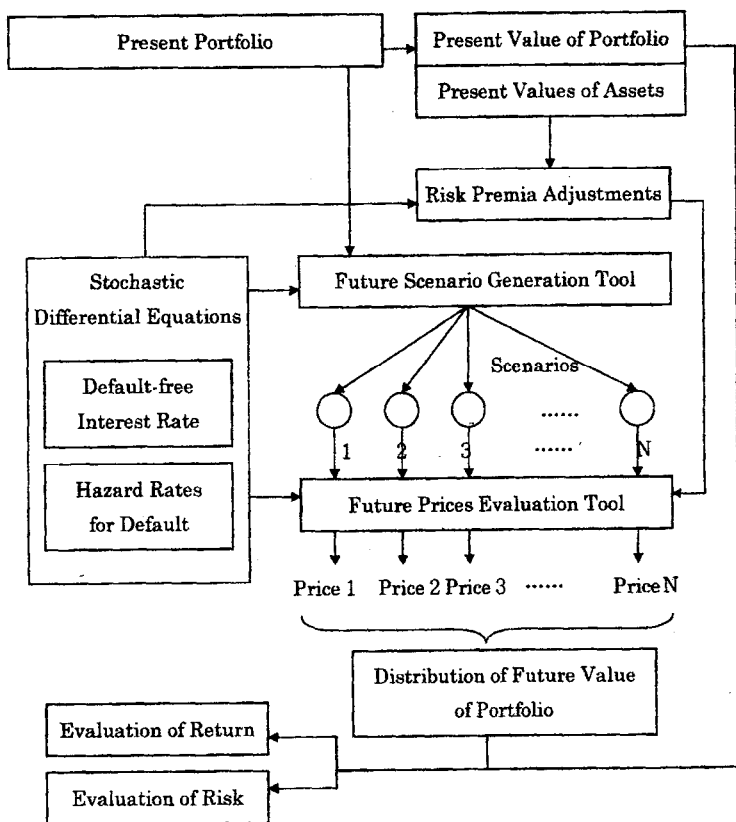 Present Portfolio
Present Value of Portfolio
Present Values of Assets
Risk Premia Adjustments
Stochastic
Differential Equations
Future Scenario Generation Tool
Default-free
Interest Rate
Scenarios
......
1 2 3 ...... N
Hazard Rates
for Default
Future Prices Evaluation Tool
Price 1 Price 2 Price 3 ...... Price N
Distribution of Future Value
of Portfolio
Evaluation of Return
Evaluation of Risk